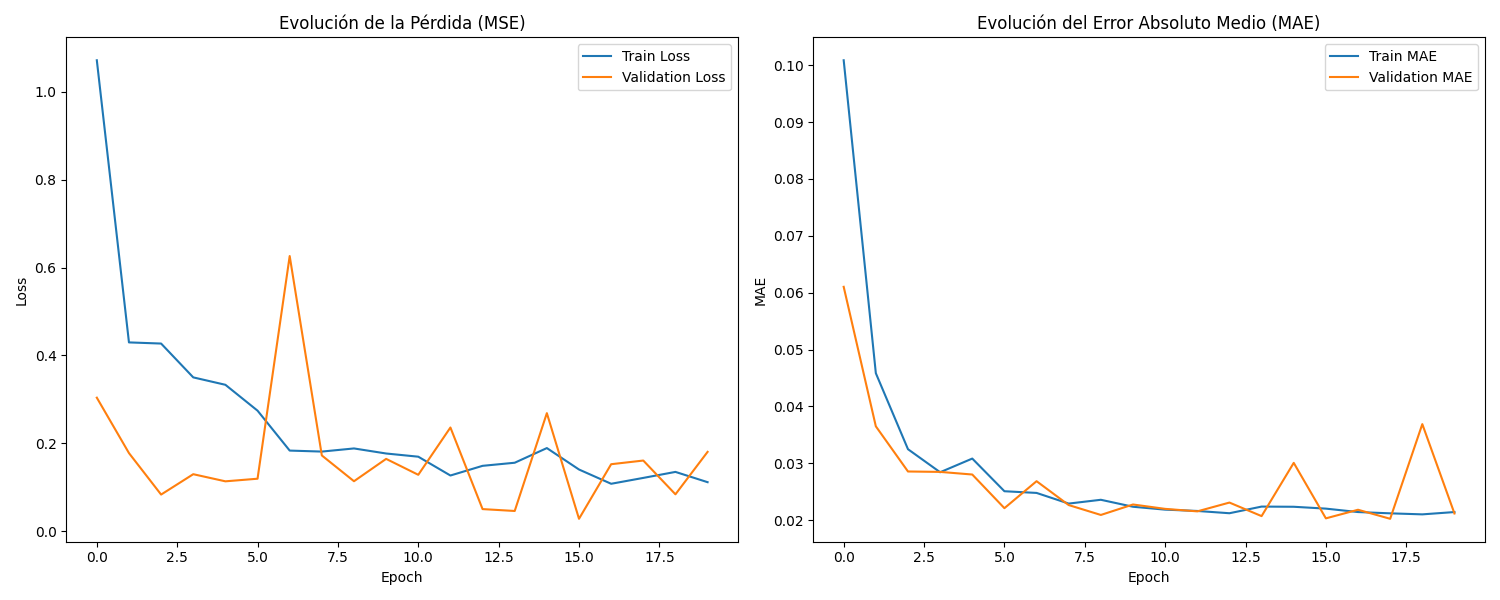 Evolución de la Pérdida (MSE)
Train Loss
Validation Loss
Loss
1.0
0.8
0.6
0.4
0.2
0.0
0.0 2.5 5.0 7.5 10.0 12.5 15.0 17.5
Epoch
Evolución del Error Absoluto Medio (MAE)
Train MAE
Validation MAE
MAE
0.10
0.09
0.08
0.07
0.06
0.05
0.04
0.03
0.02
0.0 2.5 5.0 7.5 10.0 12.5 15.0 17.5
Epoch